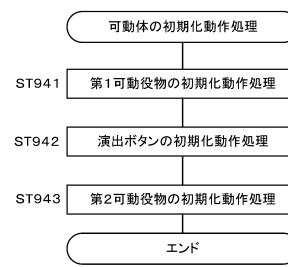 可動体の初期化動作処理
ST941 第1可動役物の初期化動作処理
ST942 演出ボタンの初期化動作処理
ST943 第2可動役物の初期化動作処理
エンド